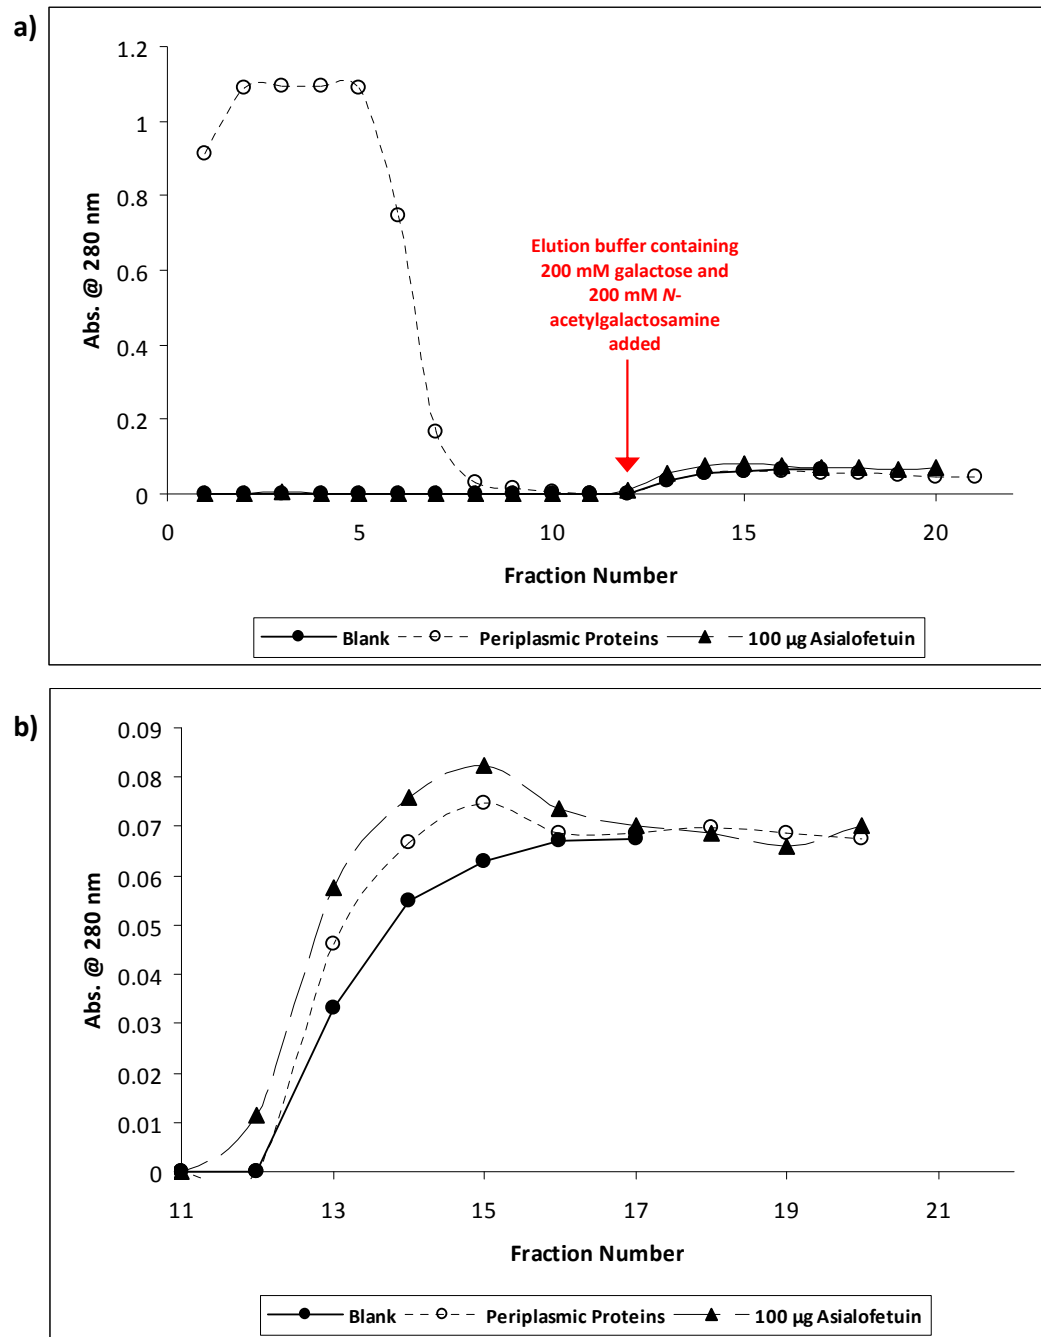 a)
1.2
1
0.8
0.6
0.4
0.2
0
Abs. @ 280 nm
Elution buffer containing
200 mM galactose and
200 mM N-
acetylgalactosamine
added
0 5 10 15 20
Fraction Number
Blank Periplasmic Proteins 100 µg Asialofetuin
b)
0.09
0.08
0.07
0.06
0.05
0.04
0.03
0.02
0.01
0
Abs. @ 280 nm
11 13 15 17 19 21
Fraction Number
Blank Periplasmic Proteins 100 µg Asialofetuin